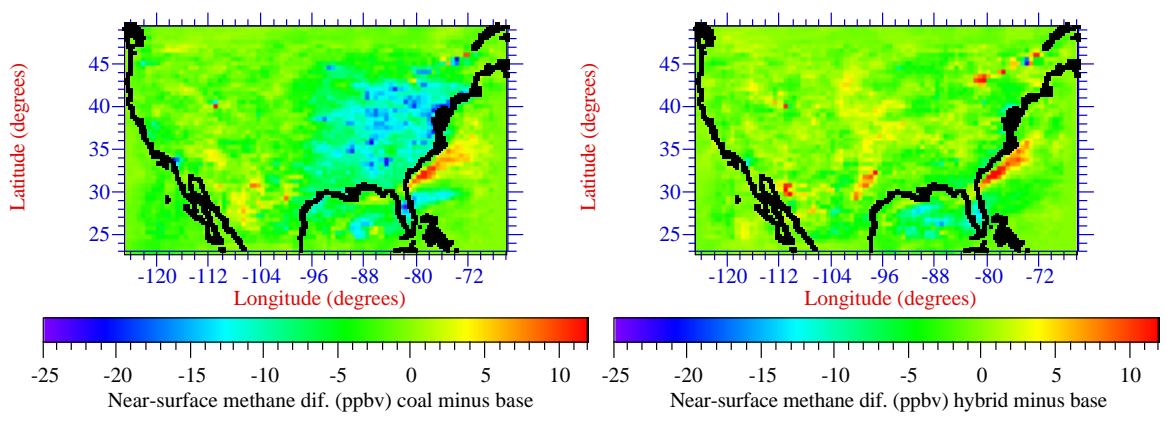 Latitude (degrees)
45
40
35
30
25
-120 -112 -104 -96 -88 -80 -72
Longitude (degrees)
-25 -20 -15 -10 -5 0 5 10
Near-surface methane dif. (ppbv) coal minus base
Latitude (degrees)
45
40
35
30
25
-120 -112 -104 -96 -88 -80 -72
Longitude (degrees)
-25 -20 -15 -10 -5 0 5 10
Near-surface methane dif. (ppbv) hybrid minus base